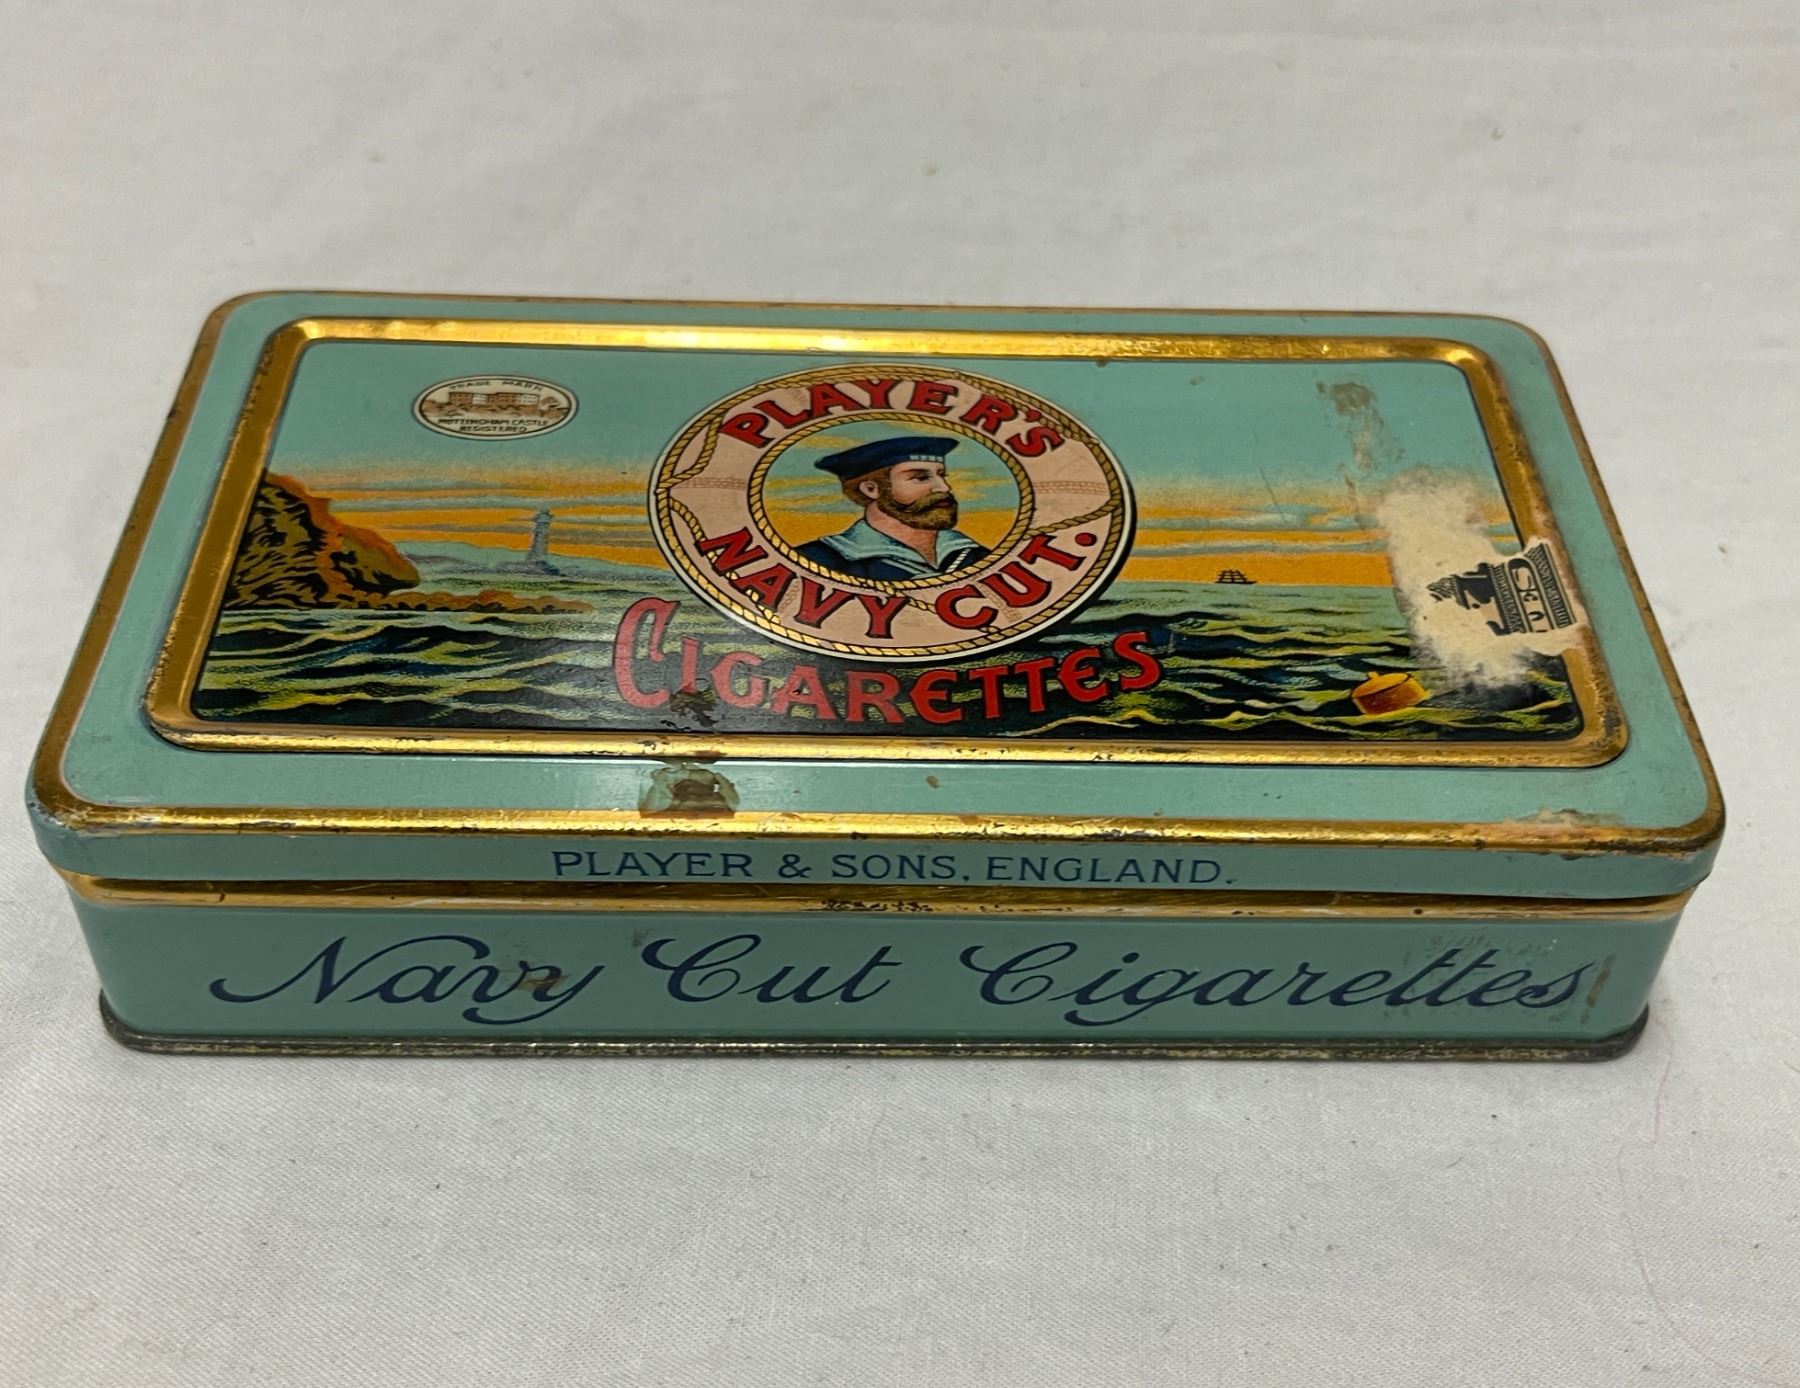 TRADE MARK
NOTTINGHAM CASTLE
REGISTERED
PLAYER'S
NAVY CUT.
CIGARETTES
PLAYER & SONS, ENGLAND.
Navy Cut Cigarettes